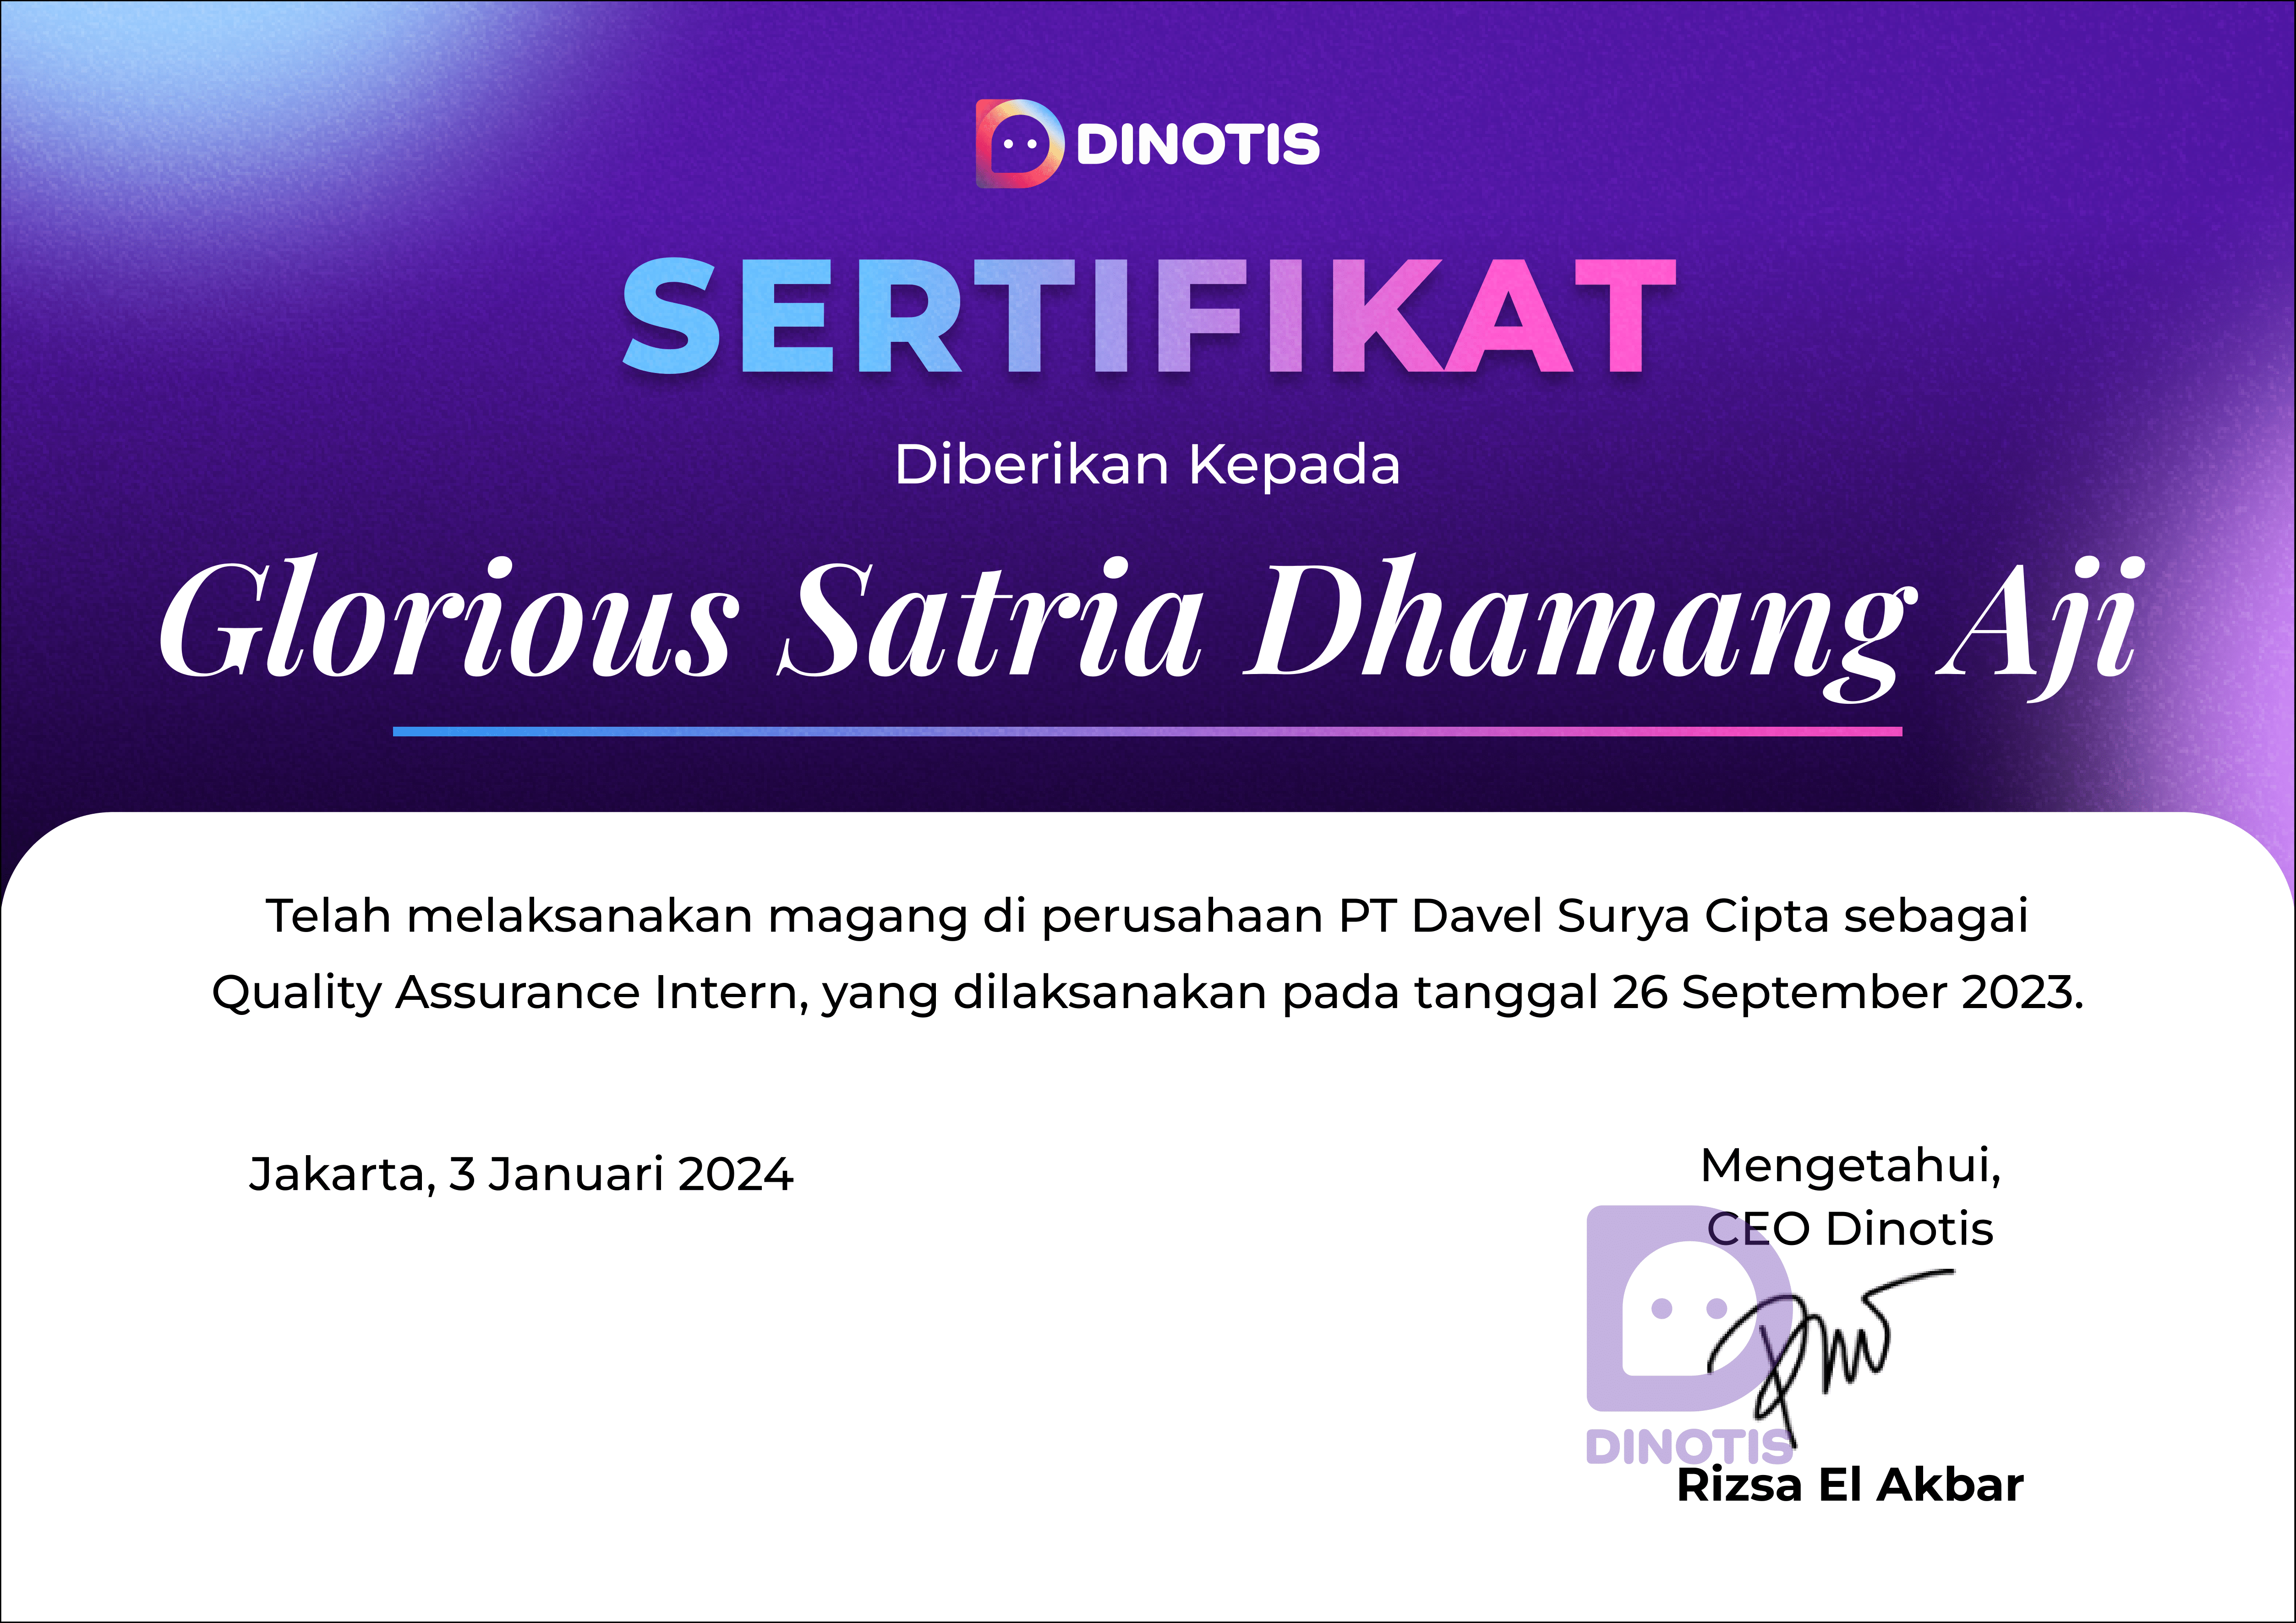 DINOTIS
SERTIFIKAT
Diberikan Kepada
Glorious Satria Dhamang Aji
Telah melaksanakan magang di perusahaan PT Davel Surya Cipta sebagai
Quality Assurance Intern, yang dilaksanakan pada tanggal 26 September 2023.
Jakarta, 3 Januari 2024
Mengetahui,
CEO Dinotis
DINOTIS
Rizsa El Akbar